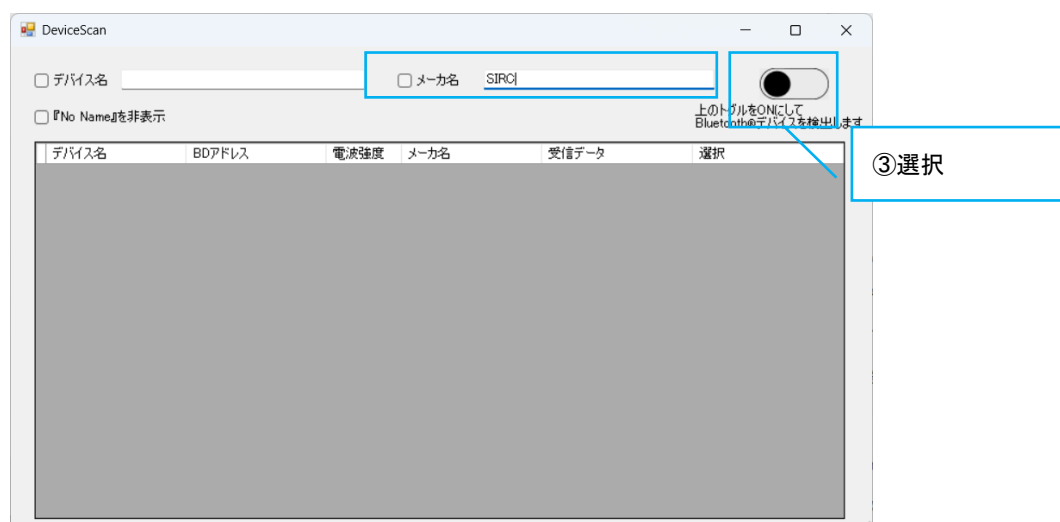 DeviceScan
デバイス名
メーカ名 SIRC
『No Name』を非表示
上のトグルをONにして
Bluetoothのデバイスを検出します
デバイス名 BDアドレス 電波強度 メーカ名 受信データ 選択
③選択